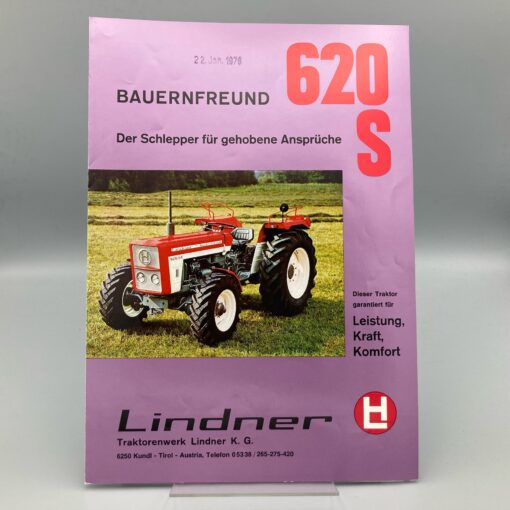 22. Jan. 1979
620
S
BAUERNFREUND
Der Schlepper für gehobene Ansprüche
Dieser Traktor
garantiert für
Leistung,
Kraft,
Komfort
Lindner
Traktorenwerk Lindner K. G.
6250 Kundl - Tirol - Austria, Telefon 05338 / 265-275-420